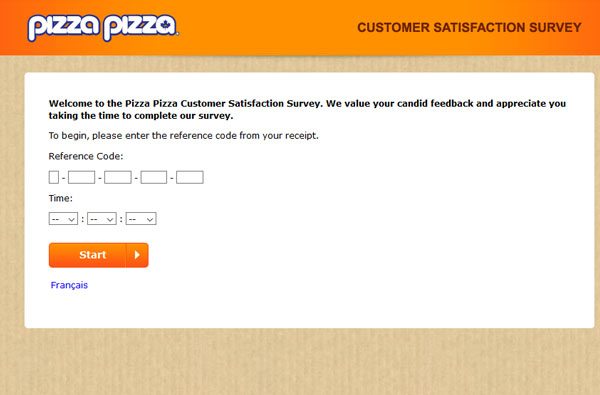 pizza pizza
CUSTOMER SATISFACTION SURVEY
Welcome to the Pizza Pizza Customer Satisfaction Survey. We value your candid feedback and appreciate you
taking the time to complete our survey.
To begin, please enter the reference code from your receipt.
Reference Code:
- - - -
Time:
-- : -- : --
Start
Français